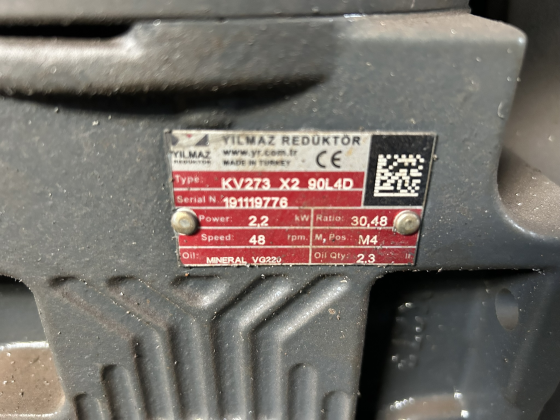 YILMAZ REDÜKTÖR
www.yr.com.tr
MADE IN TURKEY
CE
YILMAZ
REDÜKTÖR
Type: KV273 X2 90L4D
Serial N. 191119776
Power: 2,2 kW Ratio: 30,48
Speed: 48 rpm. M. Pos.: M4
Oil: MINERAL VG220 Oil Qty: 2,3 lt